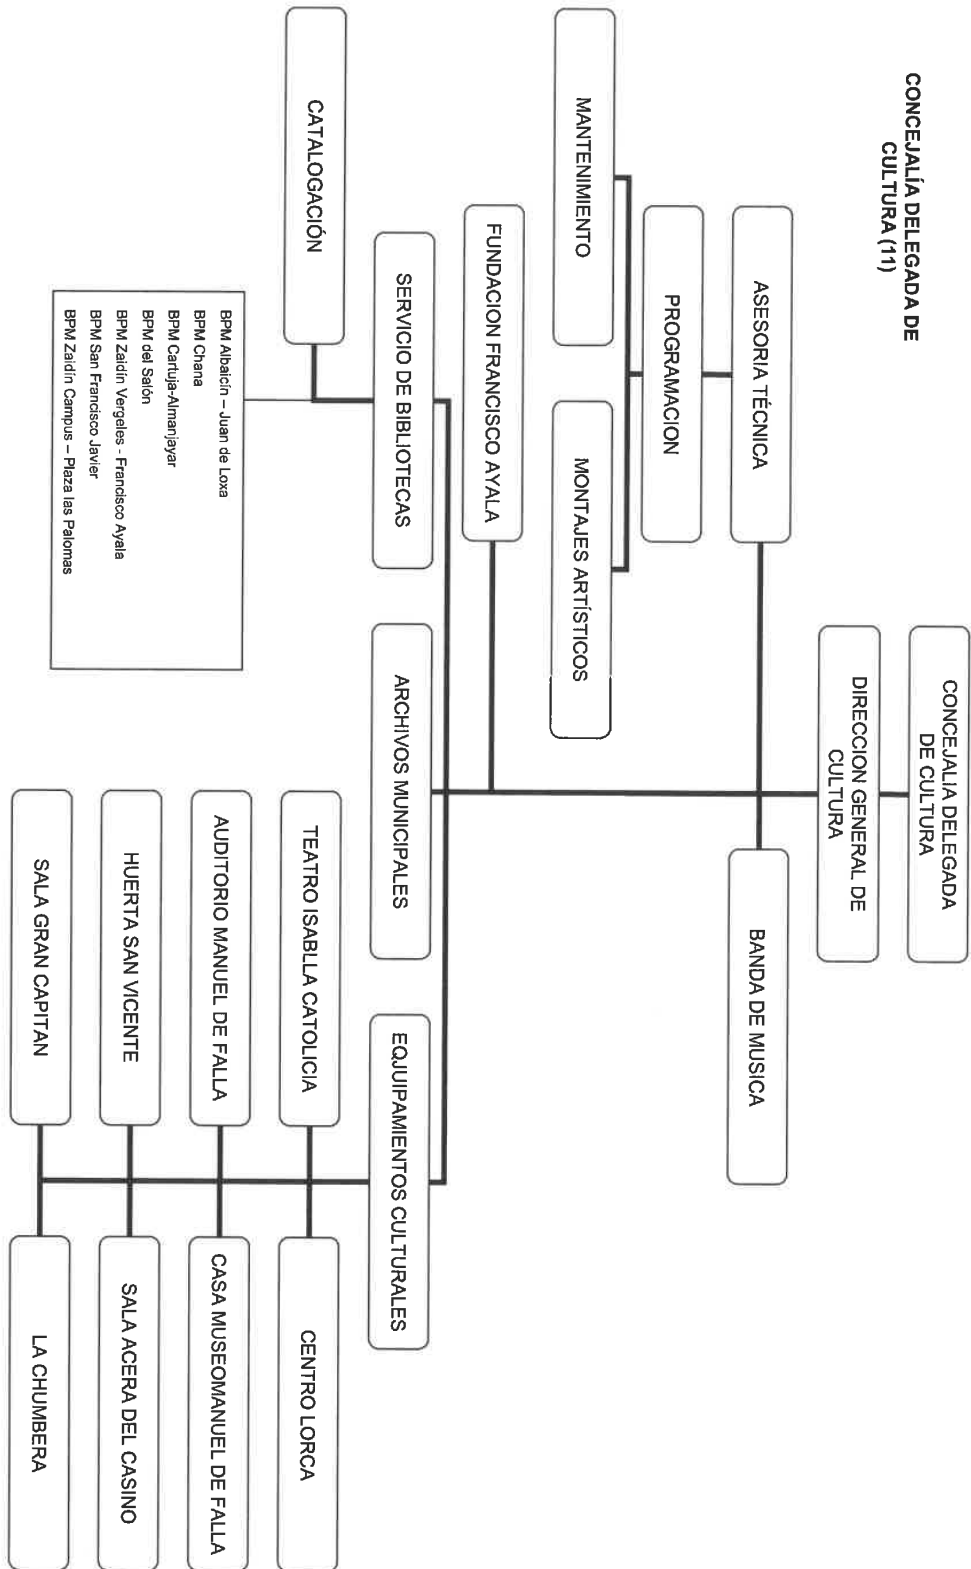 CONCEJALÍA DELEGADA DE
CULTURA (11)
CONCEJALIA DELEGADA
DE CULTURA
DIRECCION GENERAL DE
CULTURA
ASESORIA TÉCNICA
BANDA DE MUSICA
PROGRAMACION
MANTENIMIENTO
MONTAJES ARTÍSTICOS
FUNDACION FRANCISCO AYALA
SERVICIO DE BIBLIOTECAS
ARCHIVOS MUNICIPALES
EQJUIPAMIENTOS CULTURALES
CATALOGACIÓN
TEATRO ISABLLA CATOLICIA
CENTRO LORCA
BPM Albaicín – Juan de Loxa
BPM Chana
BPM Cartuja-Almanjayar
BPM del Salón
BPM Zaidín Vergeles - Francisco Ayala
BPM San Francisco Javier
BPM Zaidín Campus – Plaza las Palomas
AUDITORIO MANUEL DE FALLA
CASA MUSEOMANUEL DE FALLA
HUERTA SAN VICENTE
SALA ACERA DEL CASINO
SALA GRAN CAPITAN
LA CHUMBERA